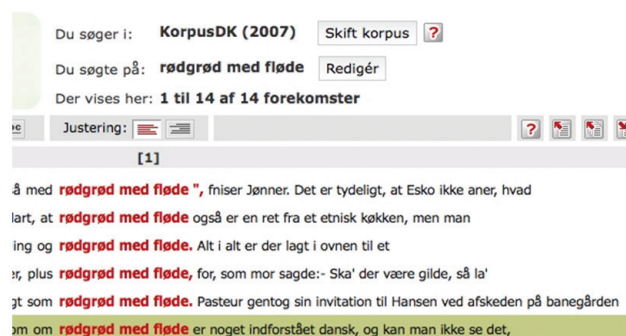 Du søger i: KorpusDK (2007) Skift korpus ?
Du søgte på: rødgrød med fløde Redigér
Der vises her: 1 til 14 af 14 forekomster
Justering: ?
[1]
med rødgrød med fløde ", fniser Jønner. Det er tydeligt, at Esko ikke aner, hvad
at rødgrød med fløde også er en ret fra et etnisk køkken, men man
og rødgrød med fløde. Alt i alt er der lagt i ovnen til et
plus rødgrød med fløde, for, som mor sagde:- Ska' der være gilde, så la'
som rødgrød med fløde. Pasteur gentog sin invitation til Hansen ved afskeden på banegården
om rødgrød med fløde er noget indforstået dansk, og kan man ikke se det,